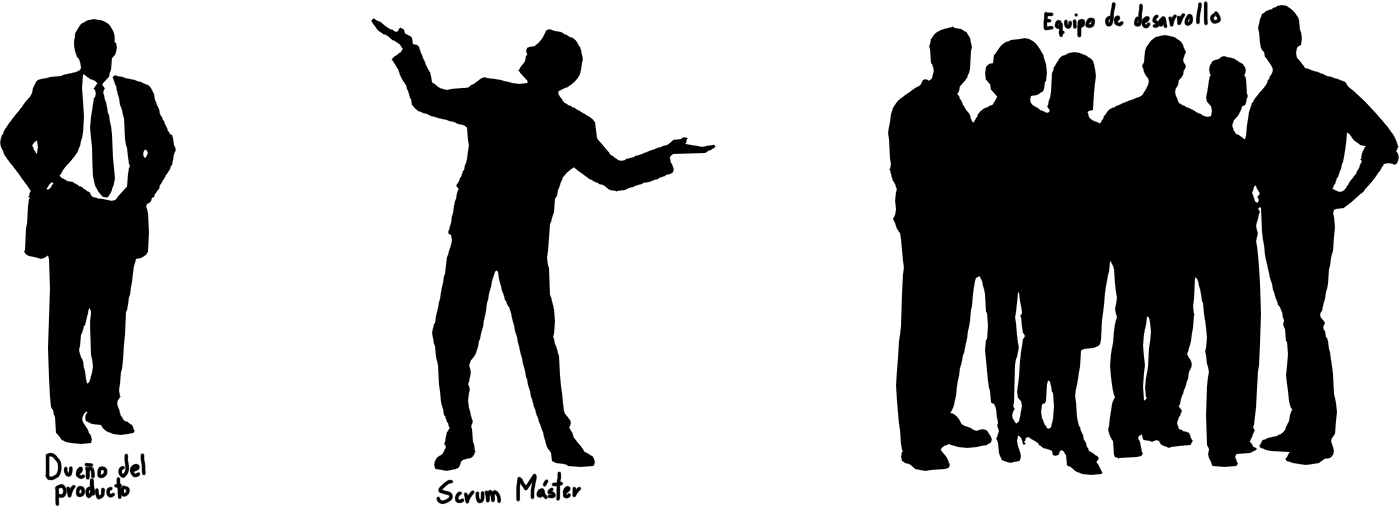 Dueño del
producto
Scrum Máster
Equipo de desarrollo